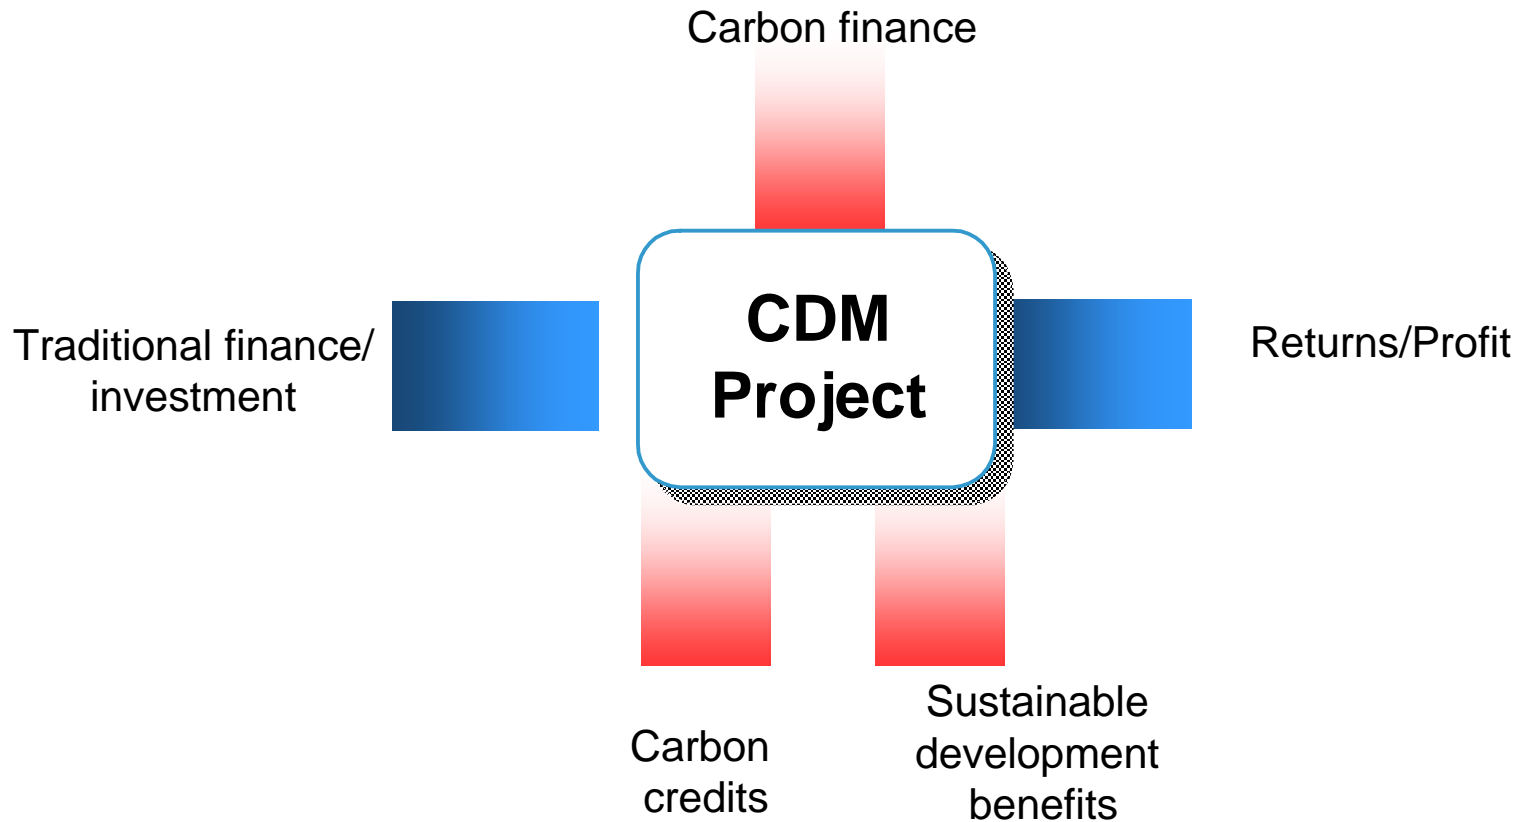 Carbon finance
CDM
Project
Traditional finance/
investment
Returns/Profit
Carbon
credits
Sustainable
development
benefits